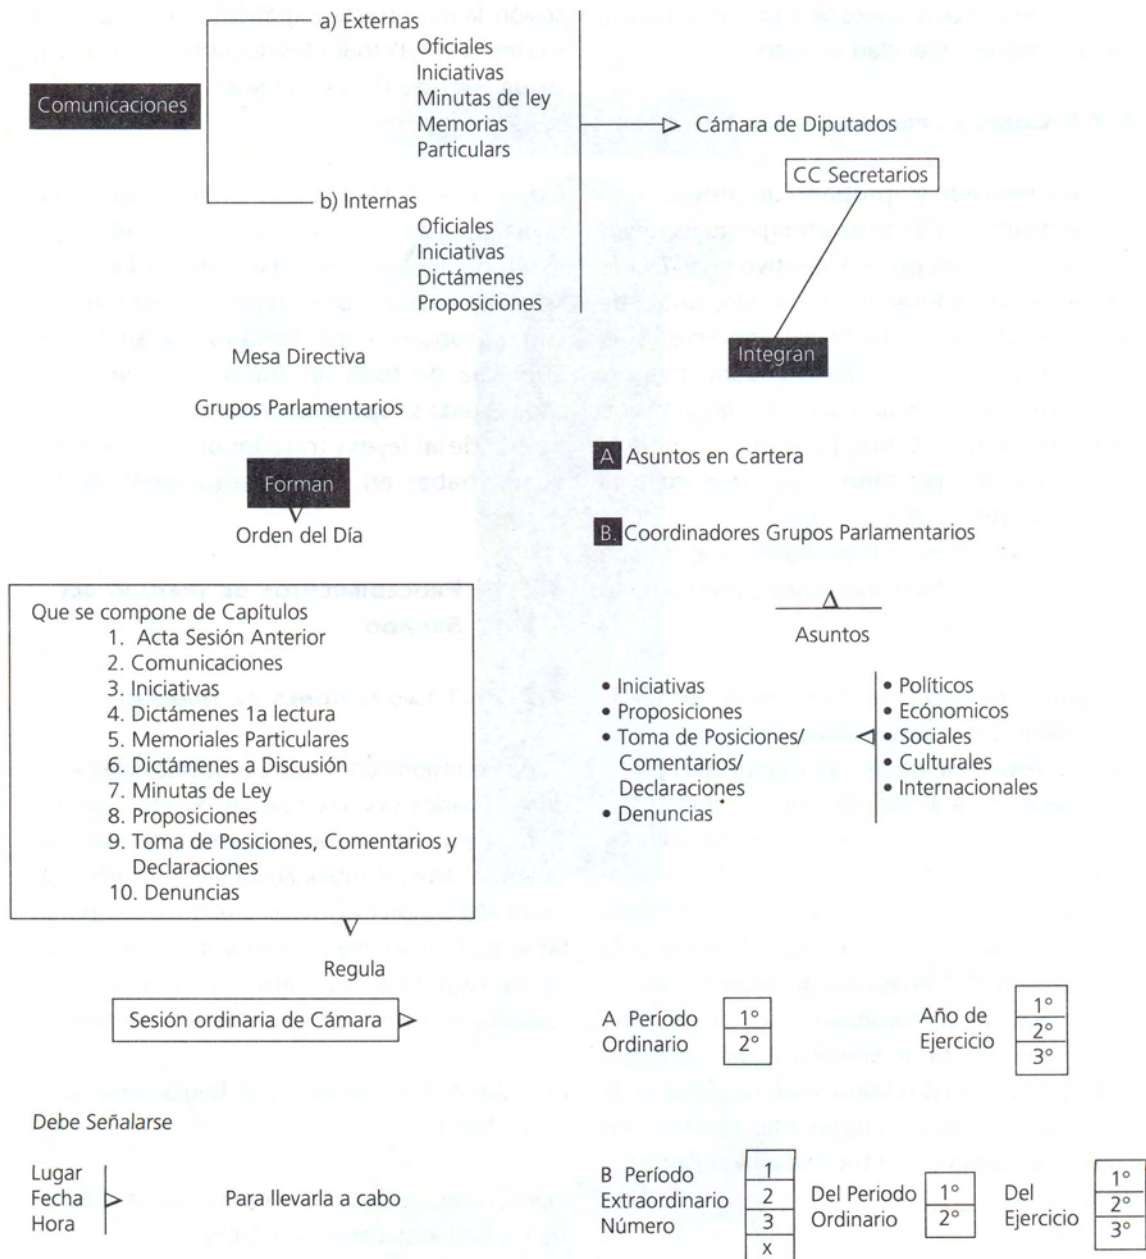 a) Externas
Oficiales
Iniciativas
Minutas de ley
Memorias
Particulars
Comunicaciones
Cámara de Diputados
CC Secretarios
b) Internas
Oficiales
Iniciativas
Dictámenes
Proposiciones
Integran
Mesa Directiva
Grupos Parlamentarios
Forman
Orden del Día
A Asuntos en Cartera
B. Coordinadores Grupos Parlamentarios
Asuntos
• Iniciativas
• Proposiciones
• Toma de Posiciones/
Comentarios/
Declaraciones
• Denuncias
• Políticos
• Ecónomicos
• Sociales
• Culturales
• Internacionales
Que se compone de Capítulos
1. Acta Sesión Anterior
2. Comunicaciones
3. Iniciativas
4. Dictámenes 1a lectura
5. Memoriales Particulares
6. Dictámenes a Discusión
7. Minutas de Ley
8. Proposiciones
9. Toma de Posiciones, Comentarios y
Declaraciones
10. Denuncias
Regula
Sesión ordinaria de Cámara
A Período
Ordinario
1°
2°
Año de
Ejercicio
1°
2°
3°
Debe Señalarse
Lugar
Fecha
Hora
Para llevarla a cabo
B Período
Extraordinario
Número
1
2
3
x
Del Periodo
Ordinario
1°
2°
Del
Ejercicio
1°
2°
3°